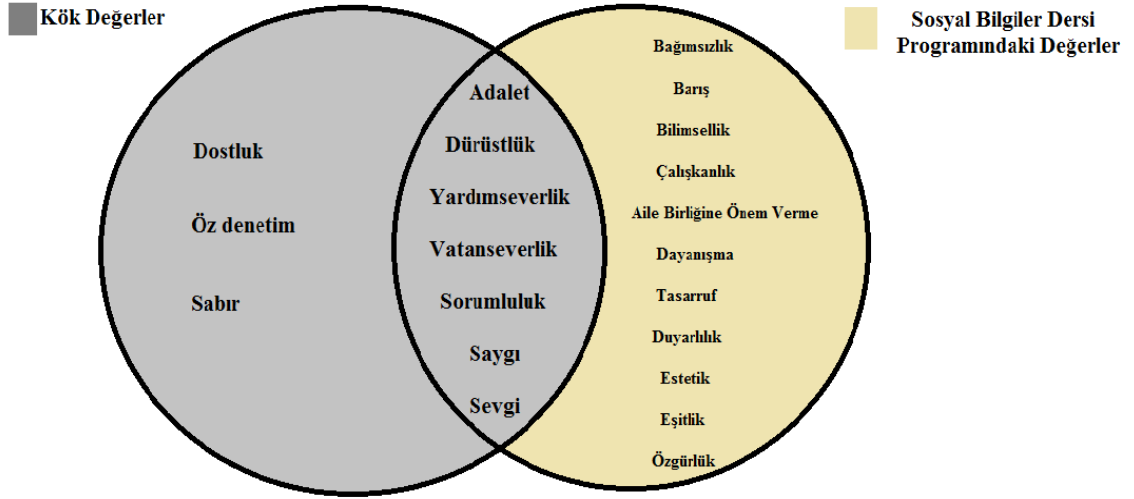 Kök Değerler
Sosyal Bilgiler Dersi
Programındaki Değerler
Dostluk
Öz denetim
Sabır
Adalet
Dürüstlük
Yardımseverlik
Vatanseverlik
Sorumluluk
Saygı
Sevgi
Bağımsızlık
Barış
Bilimsellik
Çalışkanlık
Aile Birliğine Önem Verme
Dayanışma
Tasarruf
Duyarlılık
Estetik
Eşitlik
Özgürlük